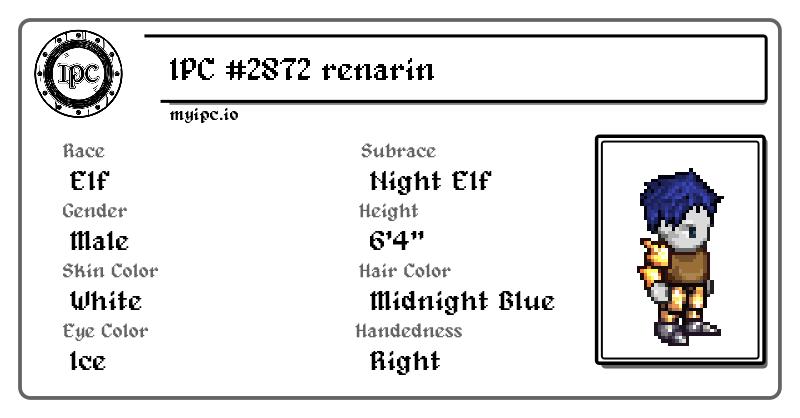 IPC
IPC #2872 renarin
myipc.io
Race Subrace
Elf Night Elf
Gender Height
Male 6'4"
Skin Color Hair Color
White Midnight Blue
Eye Color Handedness
Ice Right